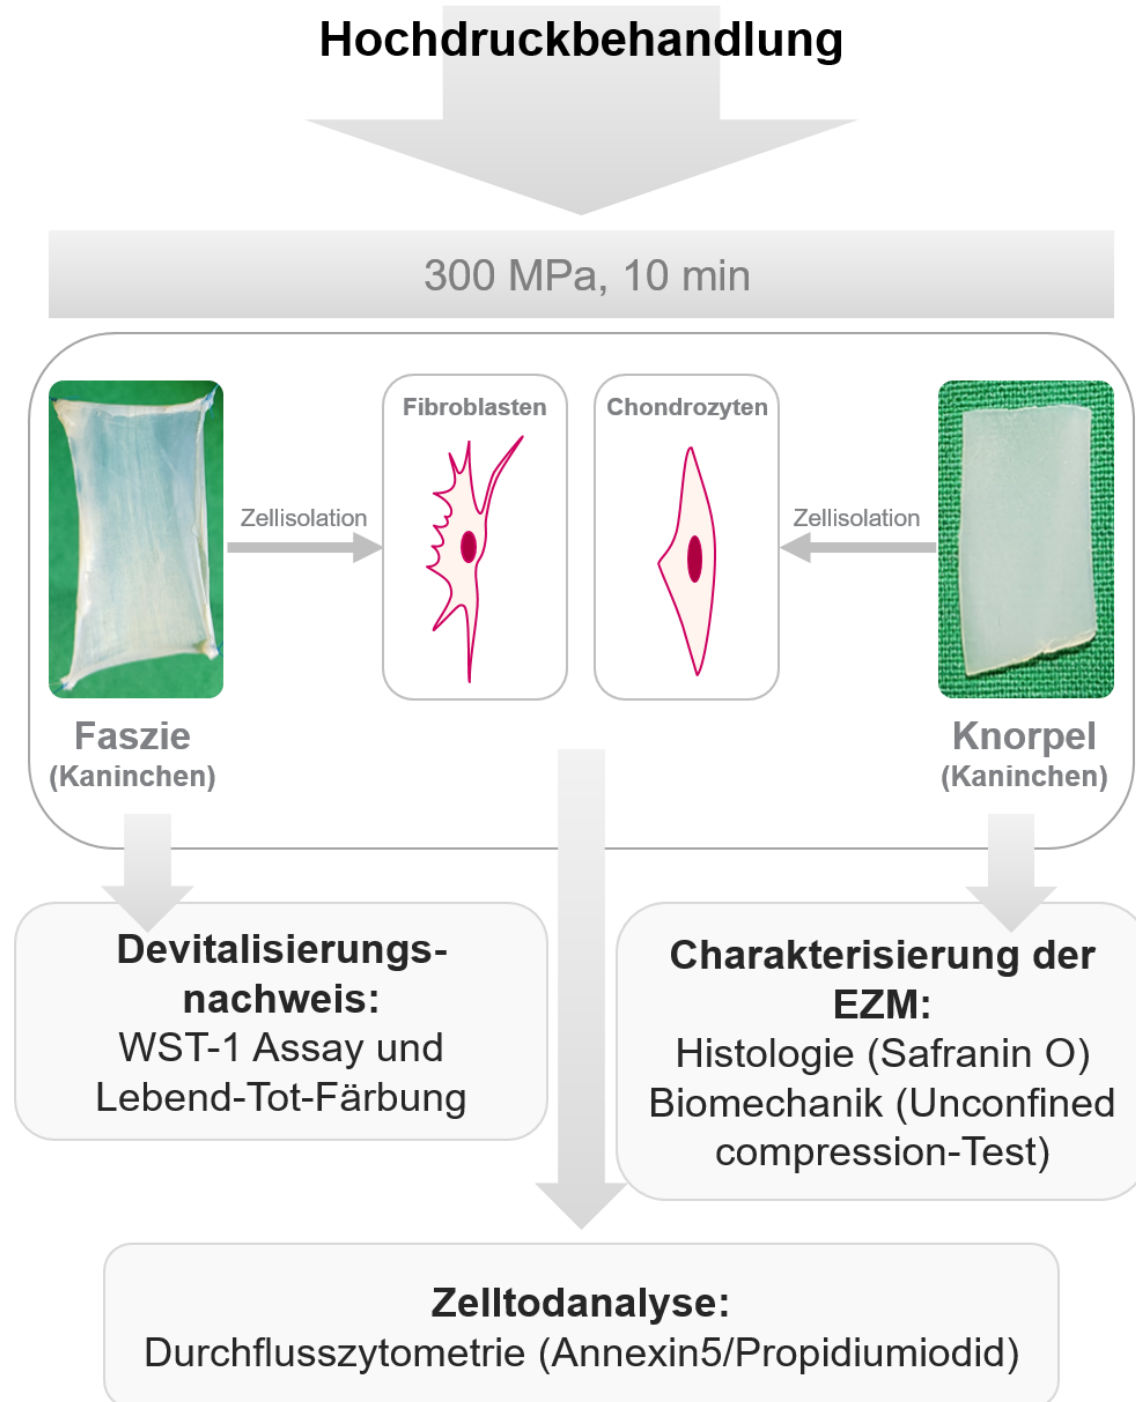 Hochdruckbehandlung
300 MPa, 10 min
Fibroblasten
Chondrozyten
Zellisolation
Zellisolation
Faszie
(Kaninchen)
Knorpel
(Kaninchen)
Devitalisierungs-
nachweis:
WST-1 Assay und
Lebend-Tot-Färbung
Charakterisierung der
EZM:
Histologie (Safranin O)
Biomechanik (Unconfined
compression-Test)
Zelltodanalyse:
Durchflusszytometrie (Annexin5/Propidiumiodid)